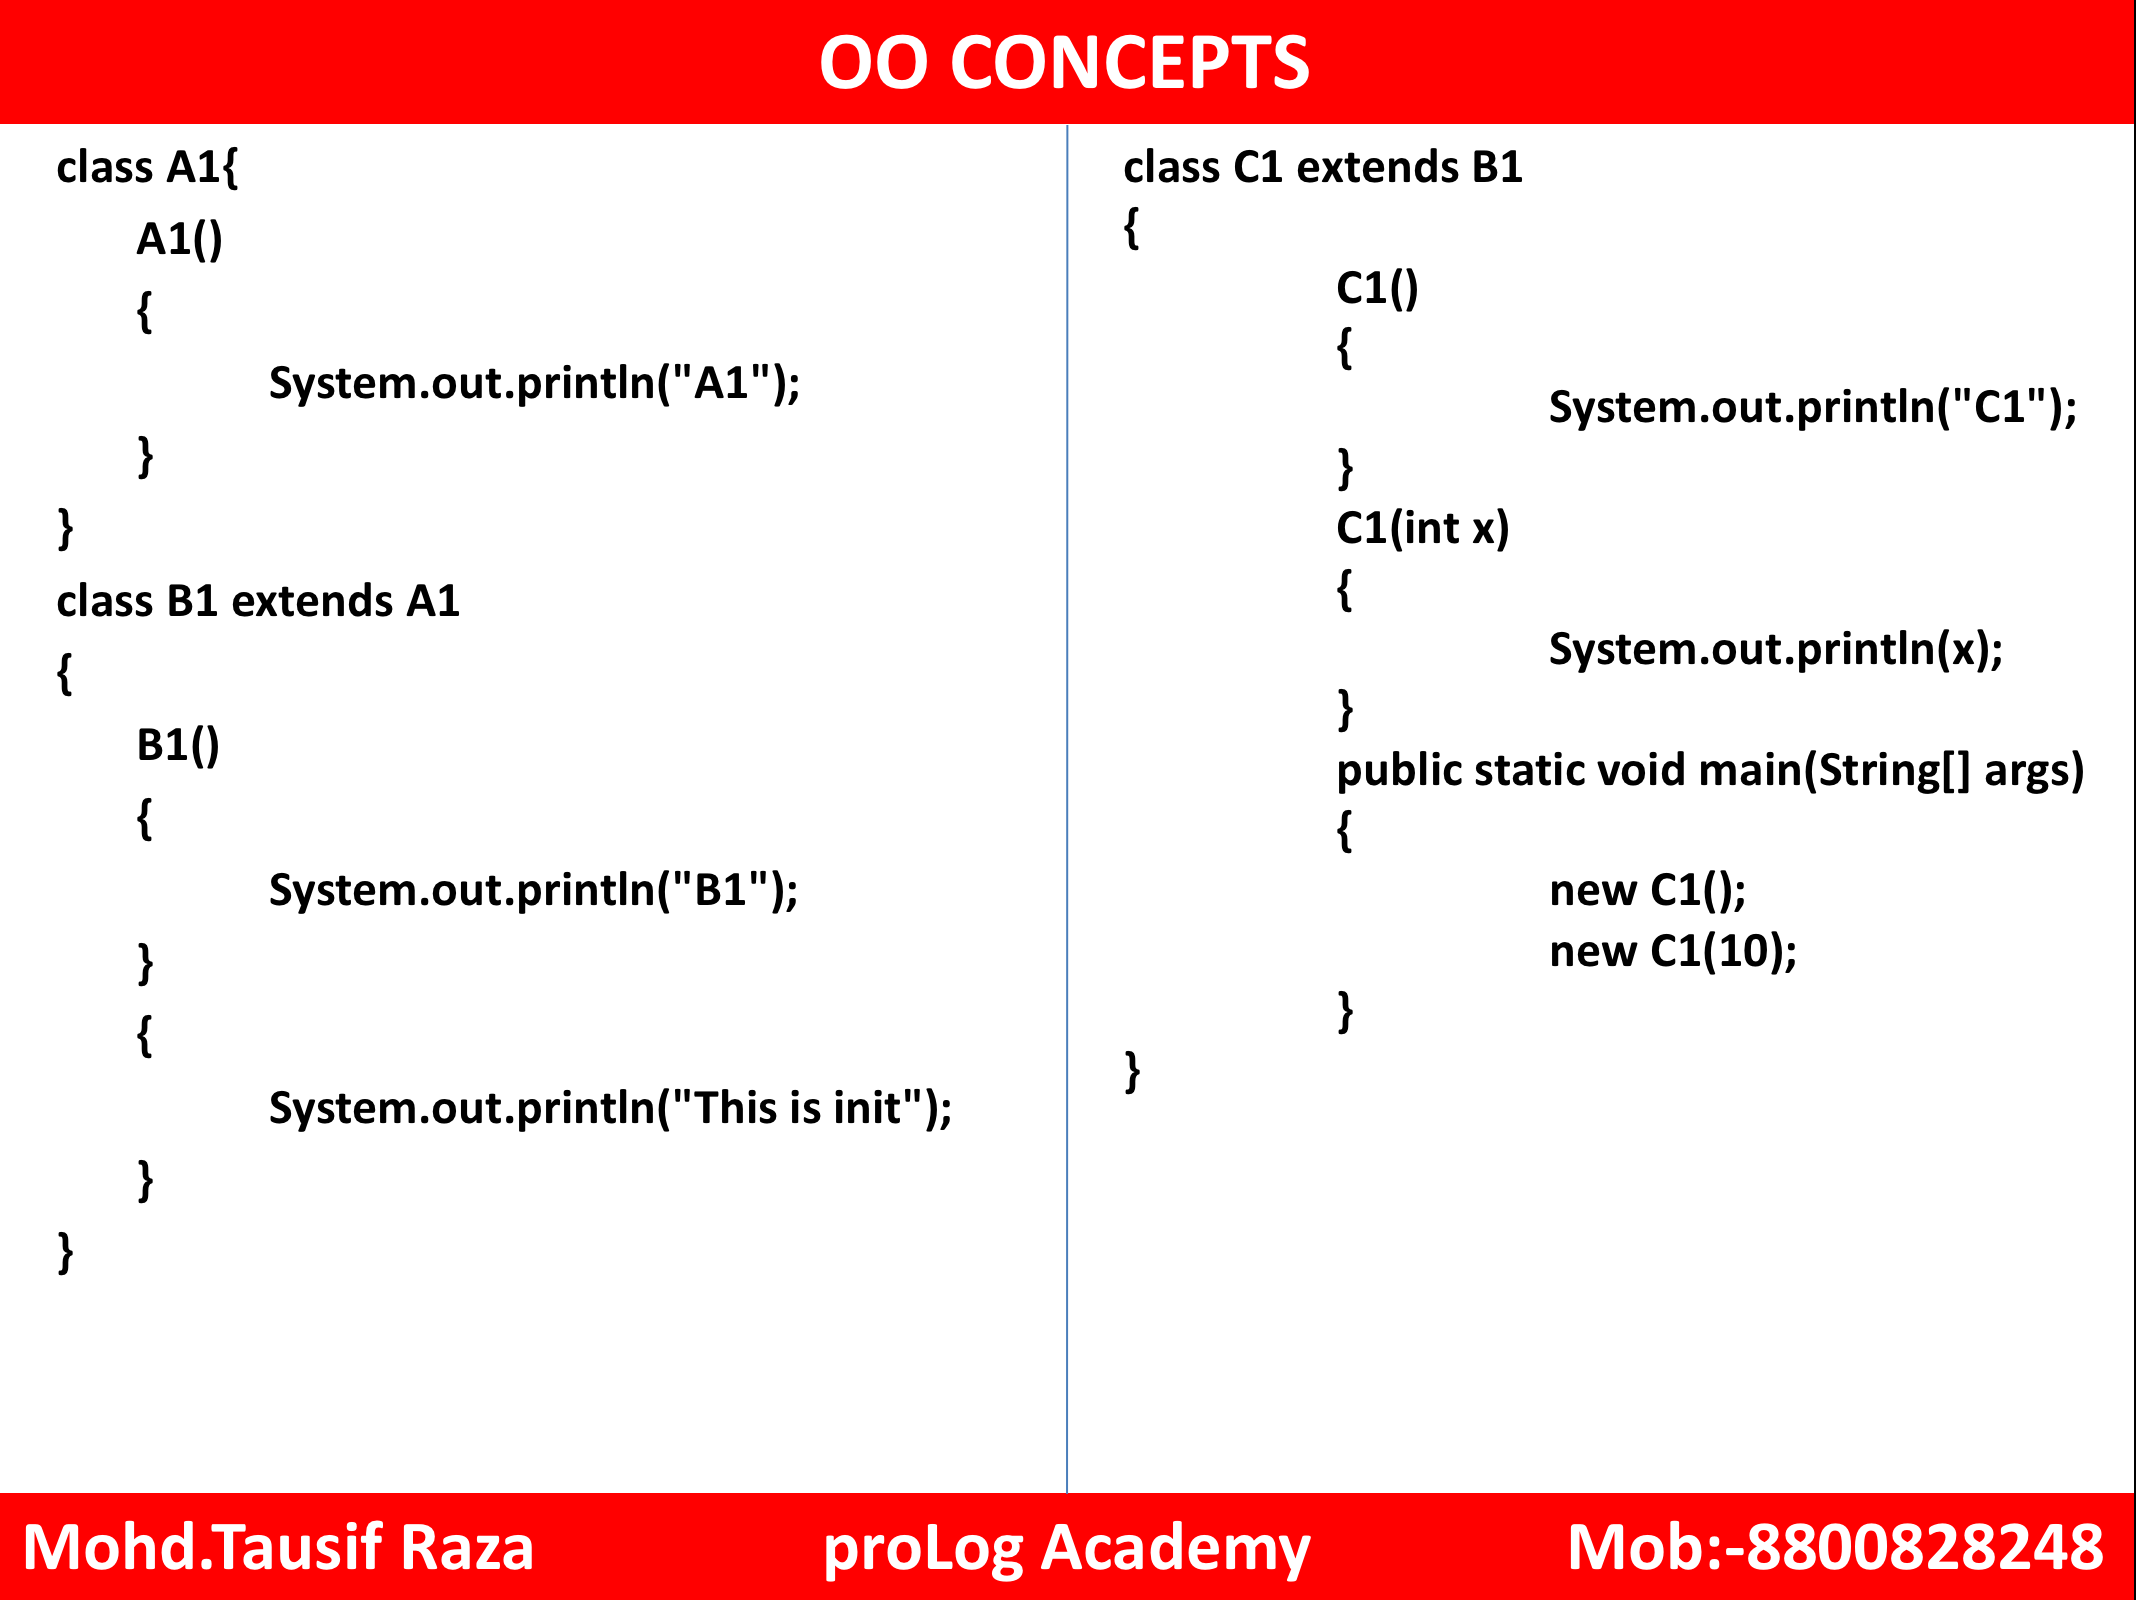 OO CONCEPTS
class A1{
A1()
{
System.out.println("A1");
}
}
class B1 extends A1
{
B1()
{
System.out.println("B1");
}
{
System.out.println("This is init");
}
}
class C1 extends B1
{
C1()
{
System.out.println("C1");
}
C1(int x)
{
System.out.println(x);
}
public static void main(String[] args)
{
new C1();
new C1(10);
}
}
Mohd.Tausif Raza proLog Academy Mob:-8800828248